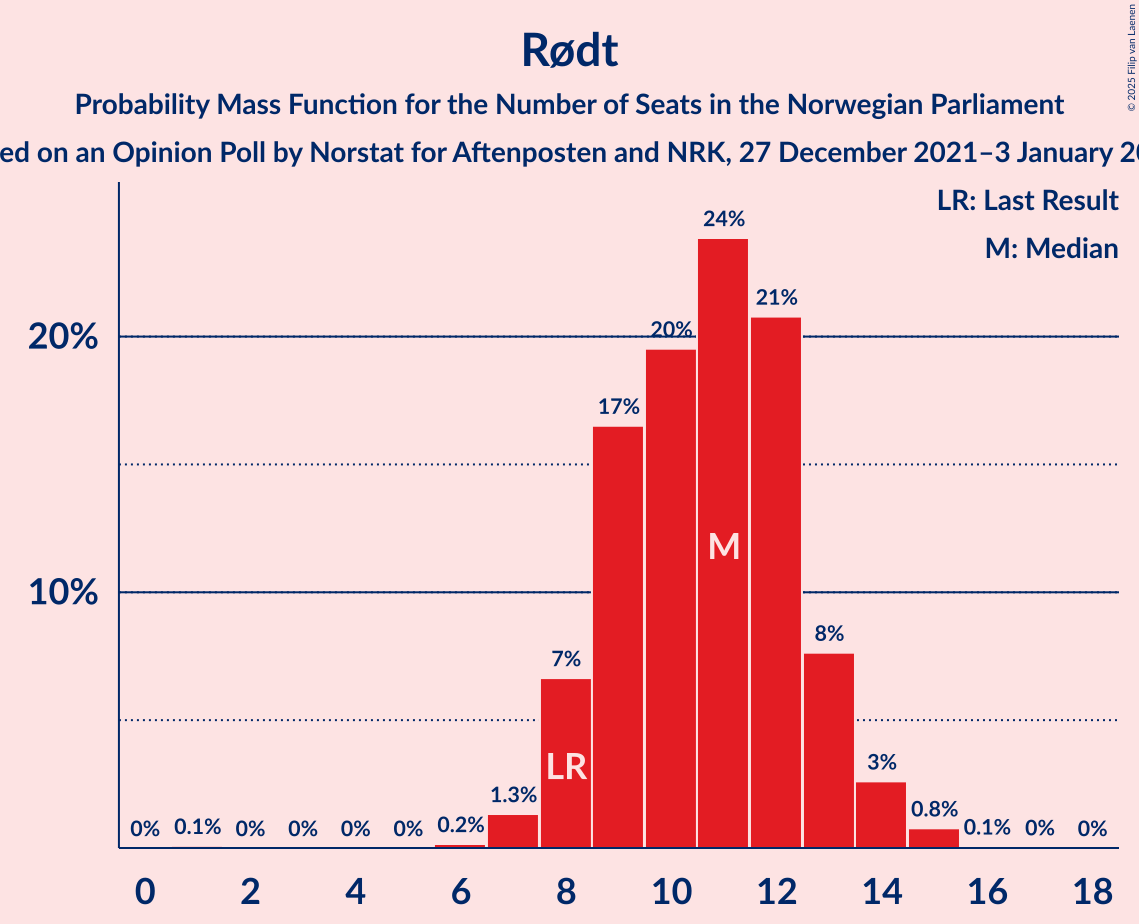 © 2025 Filip van Laenen
Rødt
Probability Mass Function for the Number of Seats in the Norwegian Parliament
ed on an Opinion Poll by Norstat for Aftenposten and NRK, 27 December 2021–3 January 20
LR: Last Result
M: Median
24%
21%
20%
20%
17%
M
10%
8%
7%
LR
3%
1.3%
0.8%
0% 0.1% 0% 0% 0% 0% 0.2% 0.1% 0% 0%
0 2 4 6 8 10 12 14 16 18